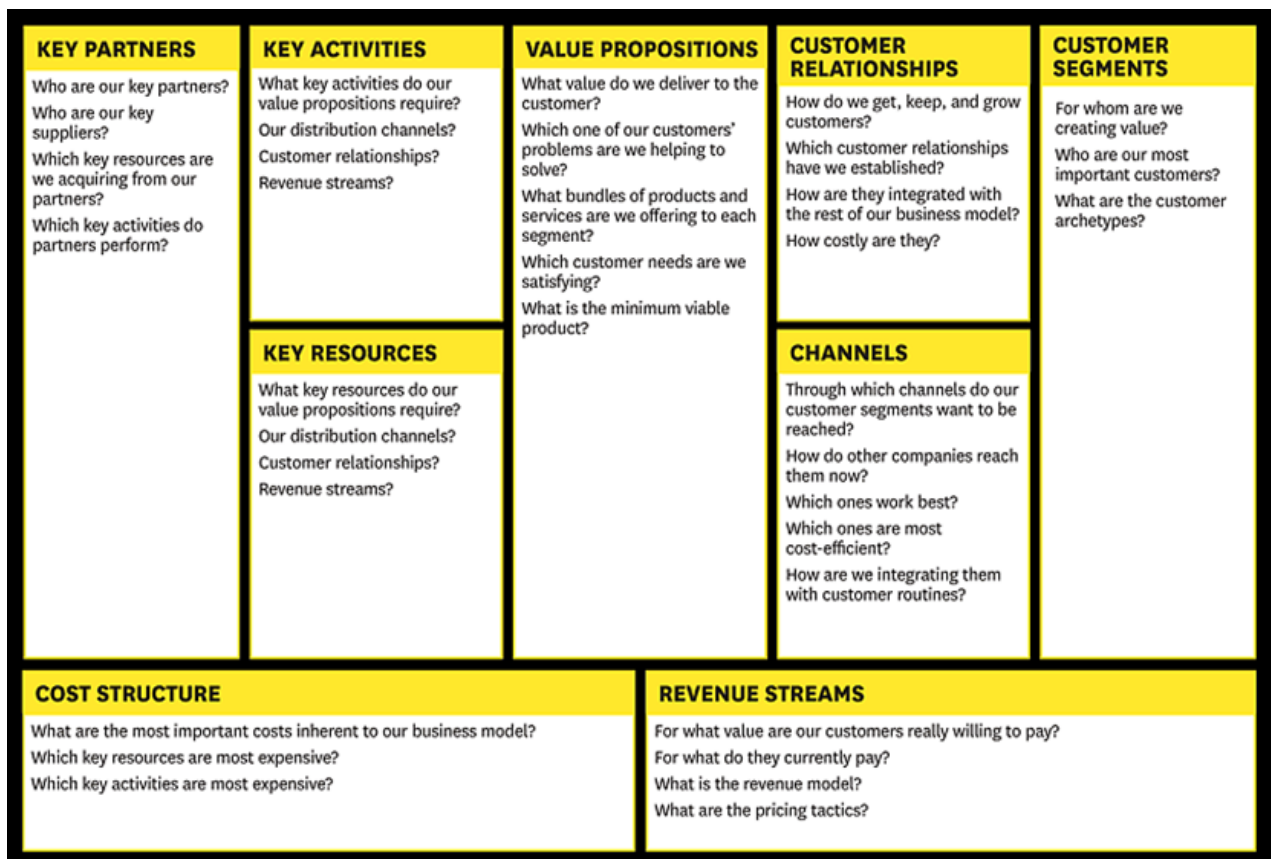 KEY PARTNERS
Who are our key partners?
Who are our key
suppliers?
Which key resources are
we acquiring from our
partners?
Which key activities do
partners perform?
KEY ACTIVITIES
What key activities do our
value propositions require?
Our distribution channels?
Customer relationships?
Revenue streams?
KEY RESOURCES
What key resources do our
value propositions require?
Our distribution channels?
Customer relationships?
Revenue streams?
VALUE PROPOSITIONS
What value do we deliver to the
customer?
Which one of our customers’
problems are we helping to
solve?
What bundles of products and
services are we offering to each
segment?
Which customer needs are we
satisfying?
What is the minimum viable
product?
CUSTOMER
RELATIONSHIPS
How do we get, keep, and grow
customers?
Which customer relationships
have we established?
How are they integrated with
the rest of our business model?
How costly are they?
CHANNELS
Through which channels do our
customer segments want to be
reached?
How do other companies reach
them now?
Which ones work best?
Which ones are most
cost-efficient?
How are we integrating them
with customer routines?
CUSTOMER
SEGMENTS
For whom are we
creating value?
Who are our most
important customers?
What are the customer
archetypes?
COST STRUCTURE
What are the most important costs inherent to our business model?
Which key resources are most expensive?
Which key activities are most expensive?
REVENUE STREAMS
For what value are our customers really willing to pay?
For what do they currently pay?
What is the revenue model?
What are the pricing tactics?